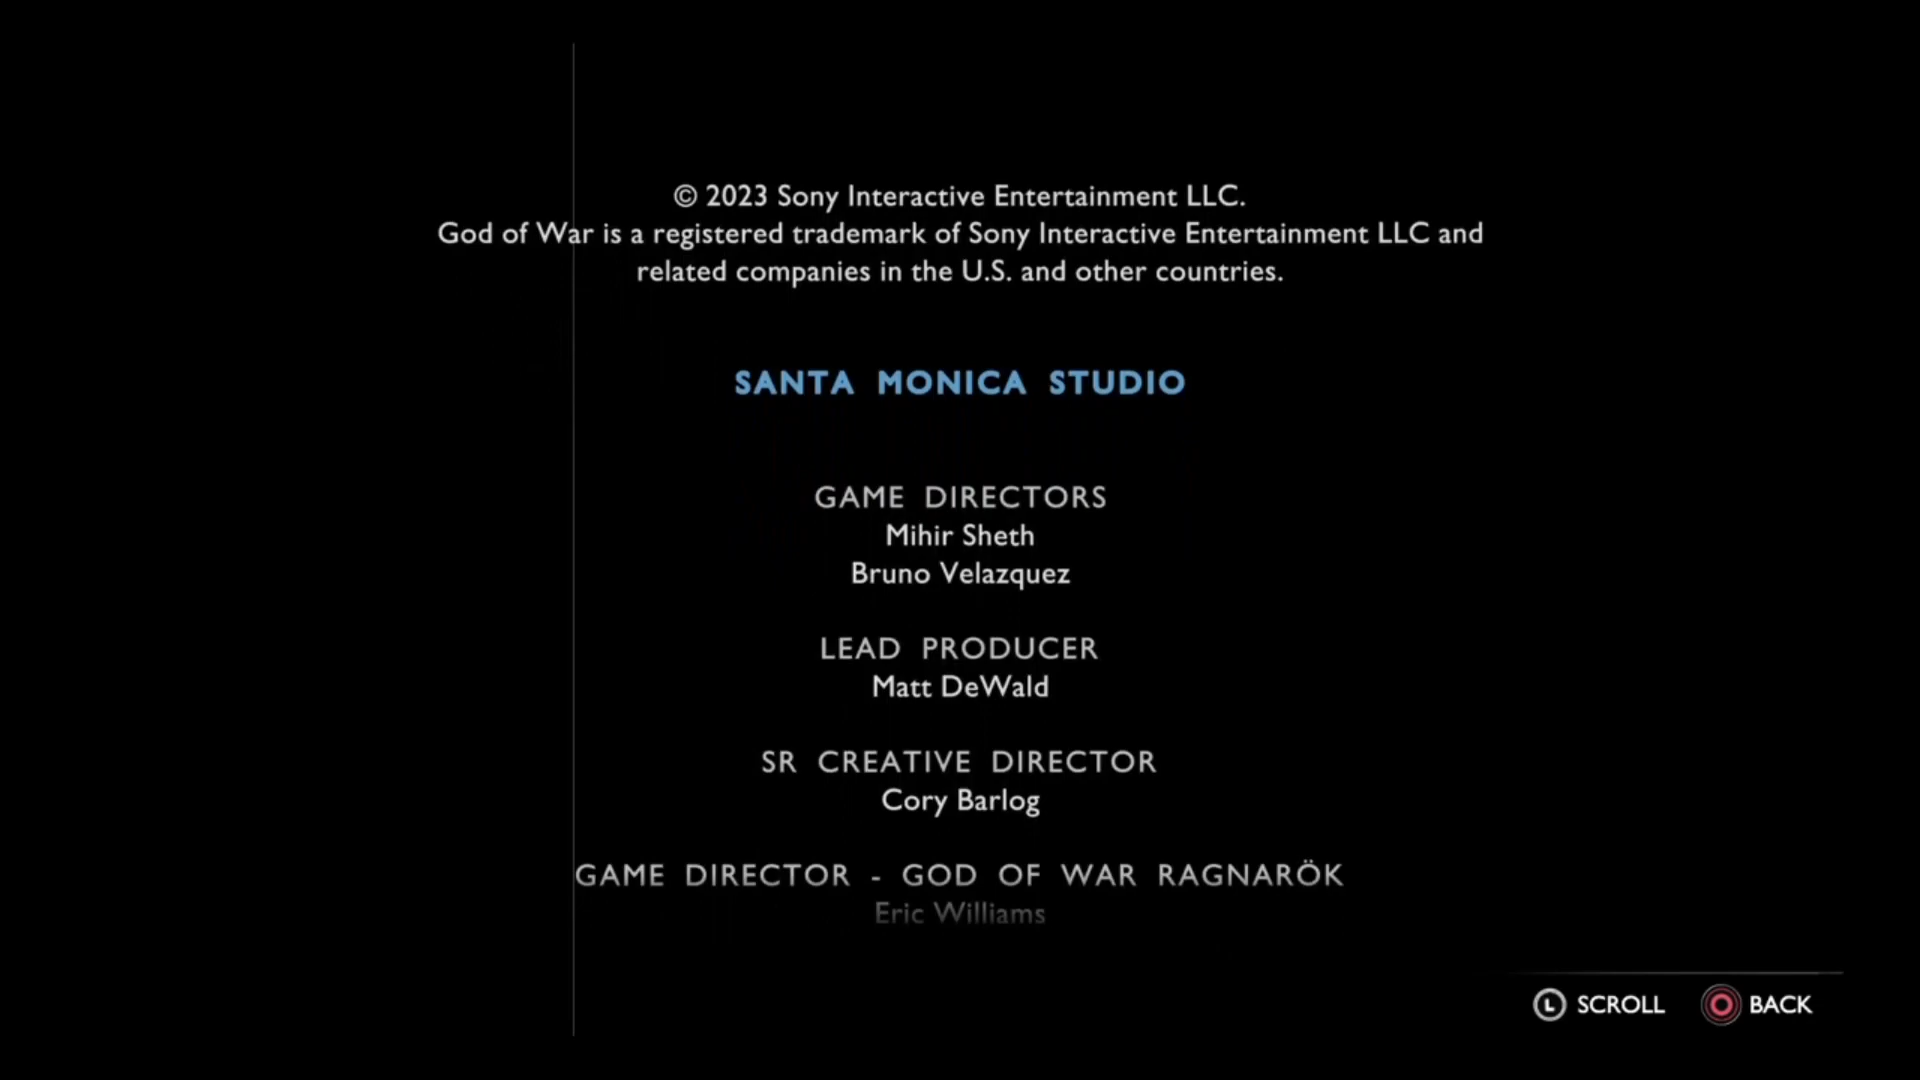 © 2023 Sony Interactive Entertainment LLC.
God of War is a registered trademark of Sony Interactive Entertainment LLC and
related companies in the U.S. and other countries.
SANTA MONICA STUDIO
GAME DIRECTORS
Mihir Sheth
Bruno Velazquez
LEAD PRODUCER
Matt DeWald
SR CREATIVE DIRECTOR
Cory Barlog
GAME DIRECTOR - GOD OF WAR RAGNARÖK
Eric Williams
L SCROLL BACK